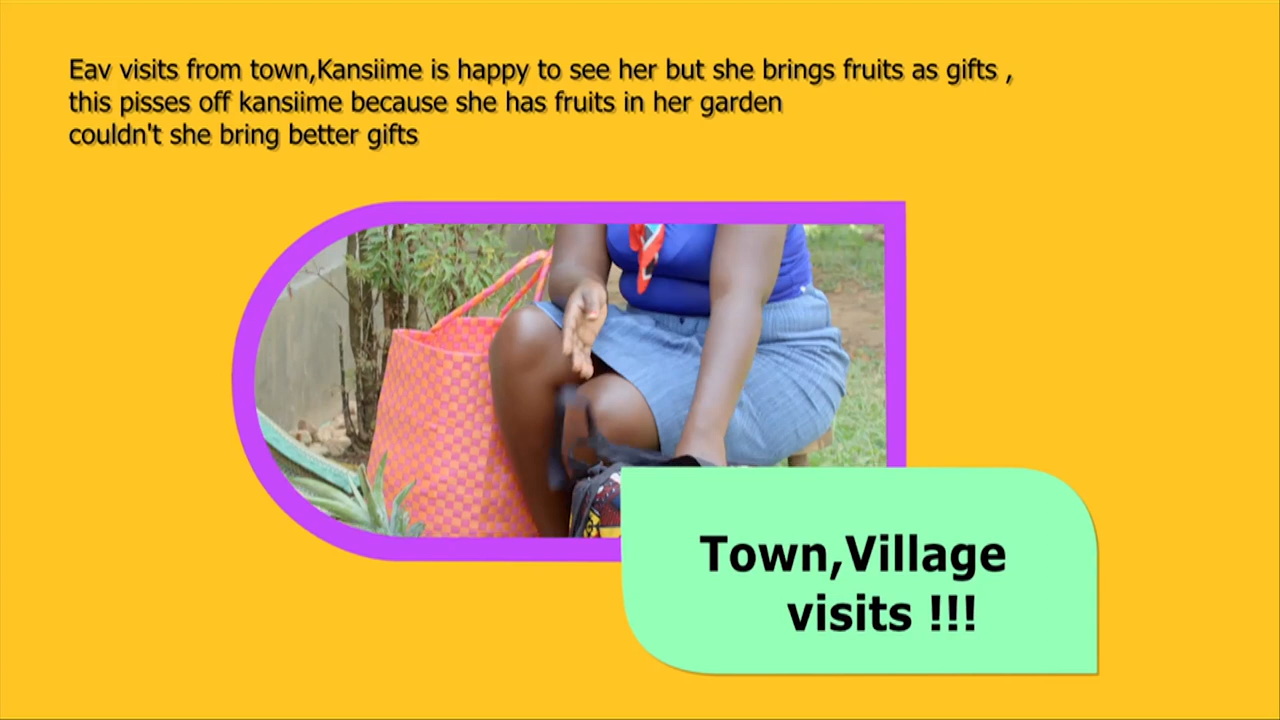 Eav visits from town,Kansiime is happy to see her but she brings fruits as gifts ,
this pisses off kansiime because she has fruits in her garden
couldn't she bring better gifts
Town,Village
visits !!!